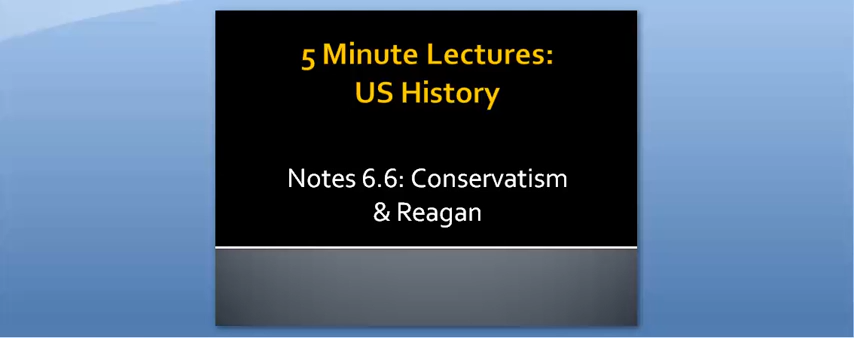 5 Minute Lectures:
US History
Notes 6.6: Conservatism
& Reagan